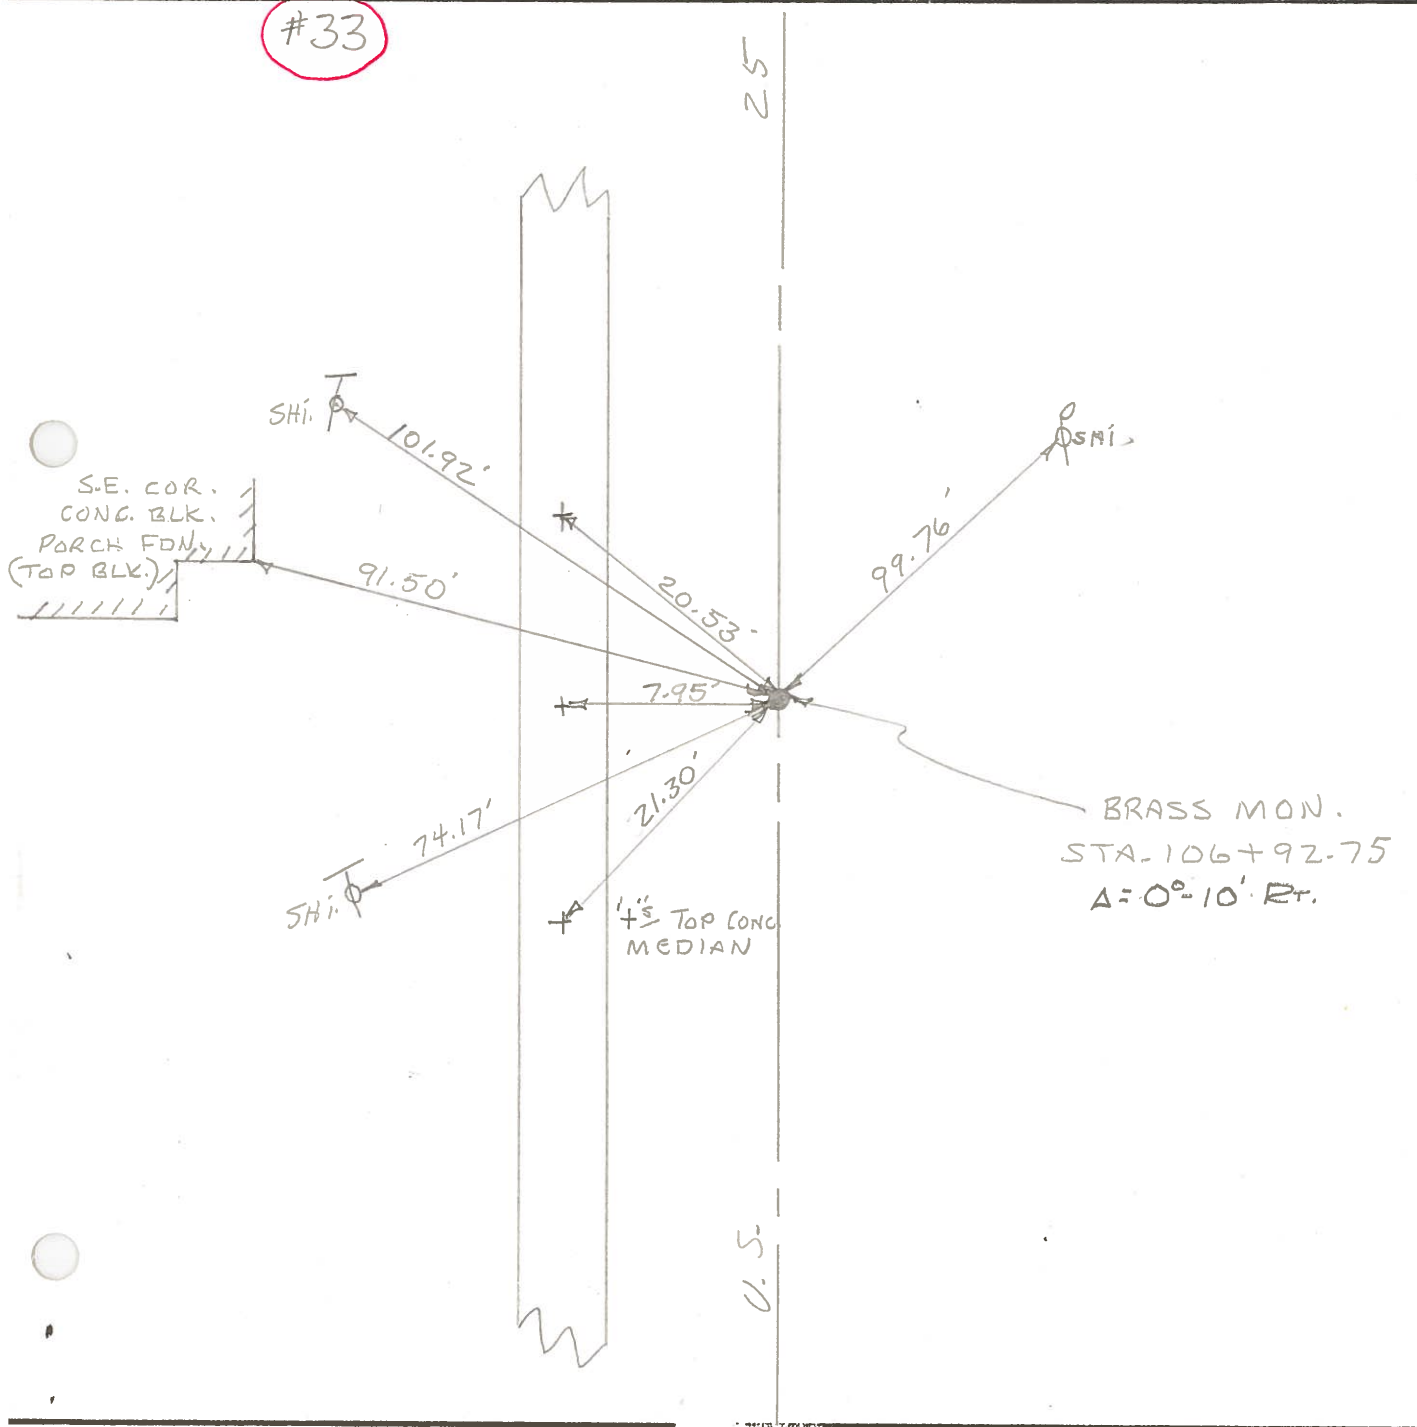 #33
25
SHi.
101.92'
SHi.
S.E. COR.
CONC. BLK.
PORCH FDN.
(TOP BLK.)
91.50'
20.53'
99.76'
7.95'
74.17'
21.30'
SHi.
"+"s TOP CONC.
MEDIAN
BRASS MON.
STA. 106+92.75
Δ=0°-10' RT.
U.S.